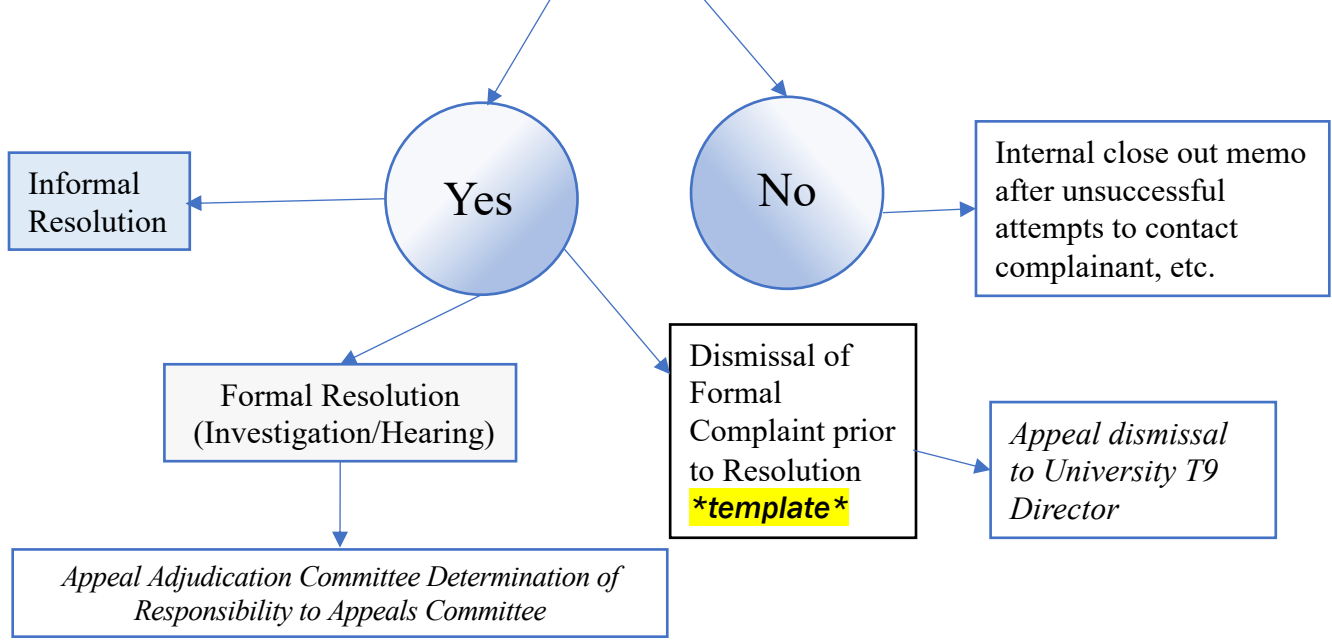 Yes
No
Informal
Resolution
Internal close out memo
after unsuccessful
attempts to contact
complainant, etc.
Formal Resolution
(Investigation/Hearing)
Dismissal of
Formal
Complaint prior
to Resolution
*template*
Appeal dismissal
to University T9
Director
Appeal Adjudication Committee Determination of
Responsibility to Appeals Committee